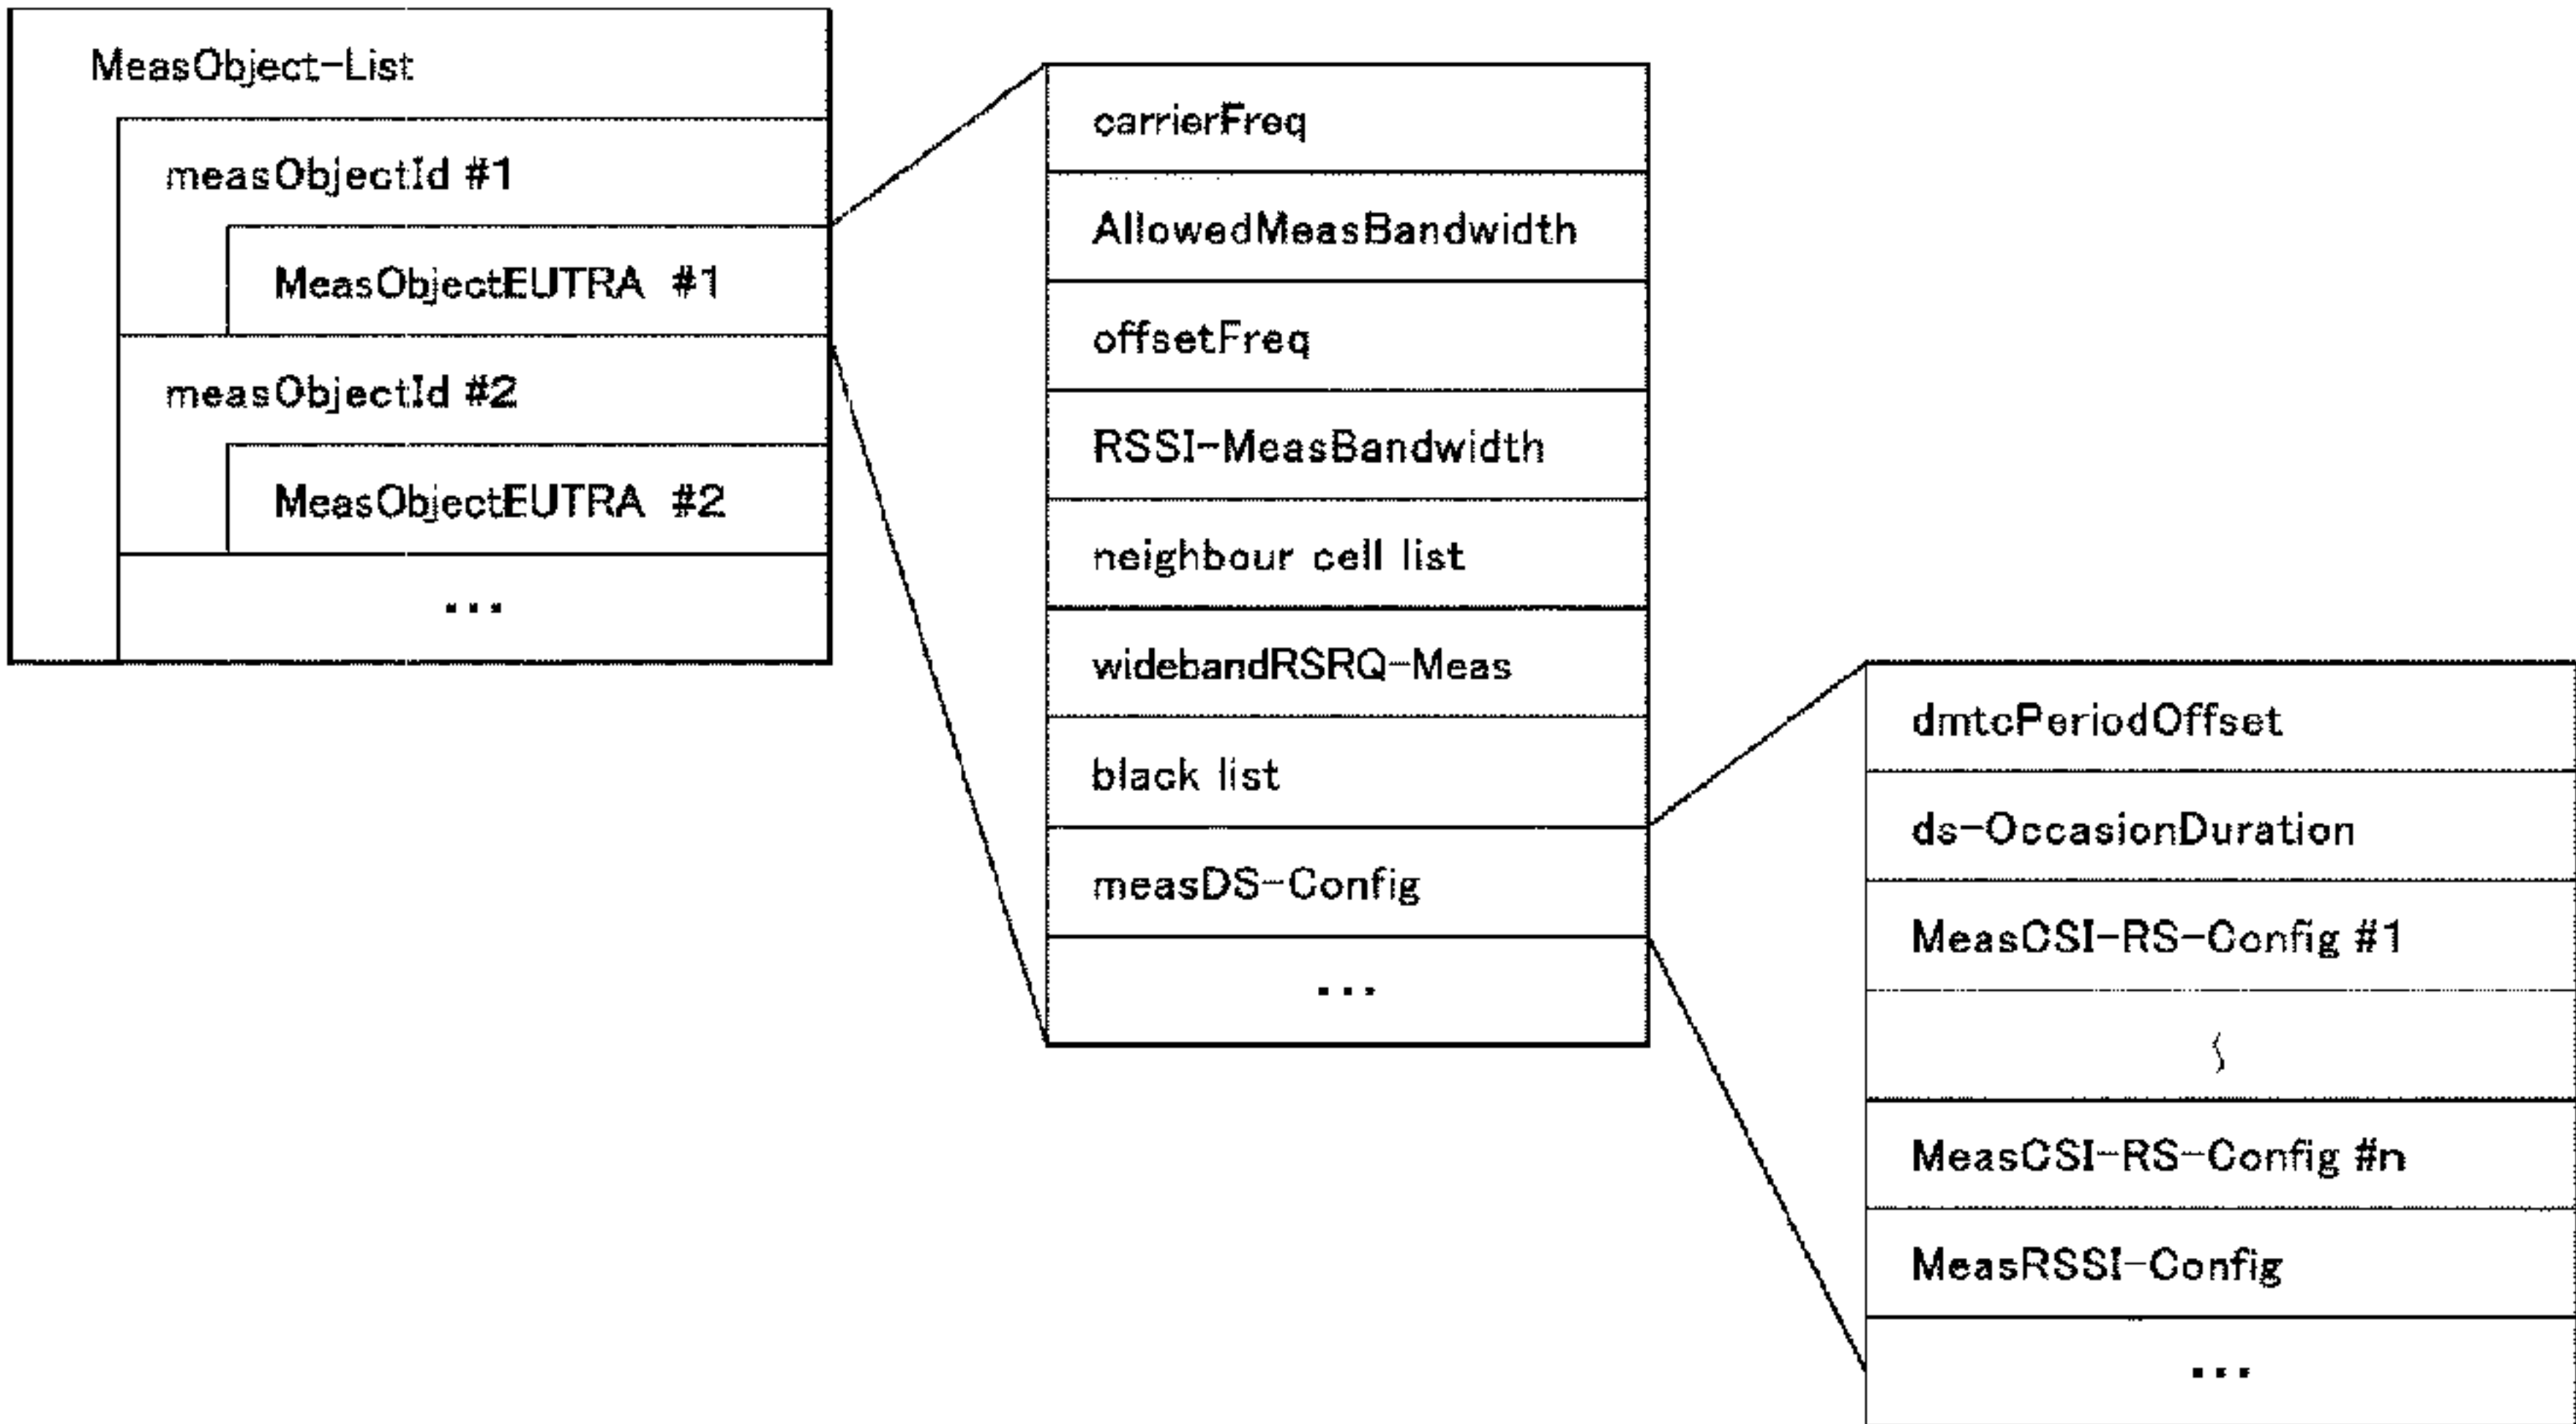 MeasObject-List
measObjectId #1
MeasObjectEUTRA #1
measObjectId #2
MeasObjectEUTRA #2
...
carrierFreq
AllowedMeasBandwidth
offsetFreq
RSSI-MeasBandwidth
neighbour cell list
widebandRSRQ-Meas
black list
measDS-Config
...
dmtcPeriodOffset
ds-OccasionDuration
MeasCSI-RS-Config #1
⸾
MeasCSI-RS-Config #n
MeasRSSI-Config
...